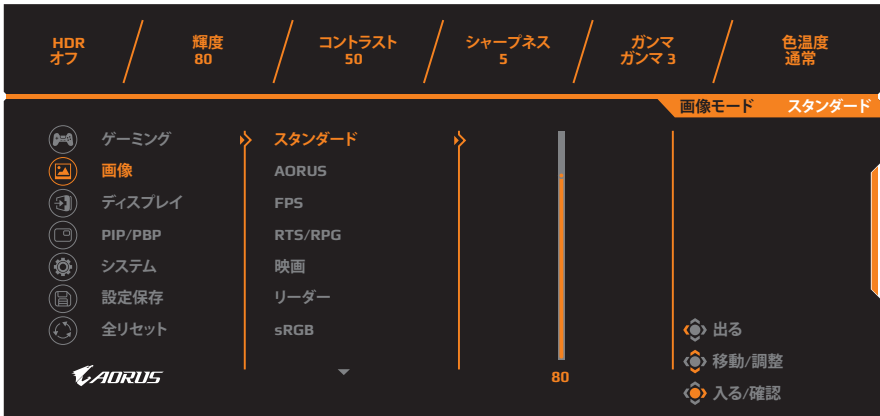 HDR
オフ
輝度
80
コントラスト
50
シャープネス
5
ガンマ
ガンマ 3
色温度
通常
画像モード スタンダード
ゲーミング
画像
ディスプレイ
PIP/PBP
システム
設定保存
全リセット
AORUS
スタンダード
AORUS
FPS
RTS/RPG
映画
リーダー
sRGB
80
出る
移動/調整
入る/確認